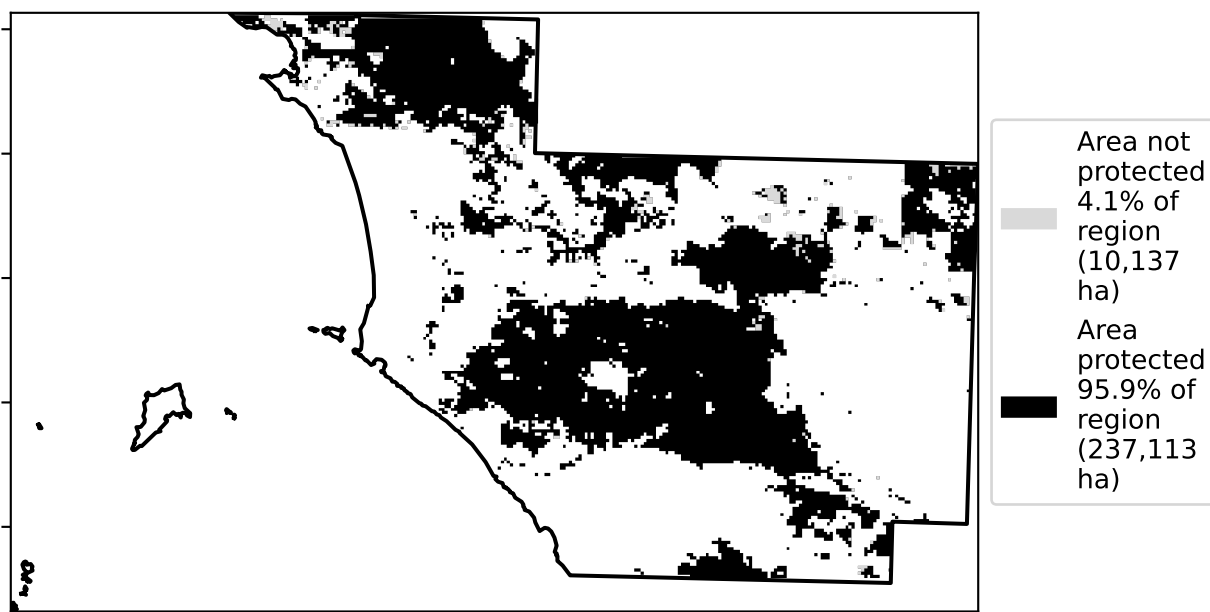 Area not
protected
4.1% of
region
(10,137
ha)
Area
protected
95.9% of
region
(237,113
ha)